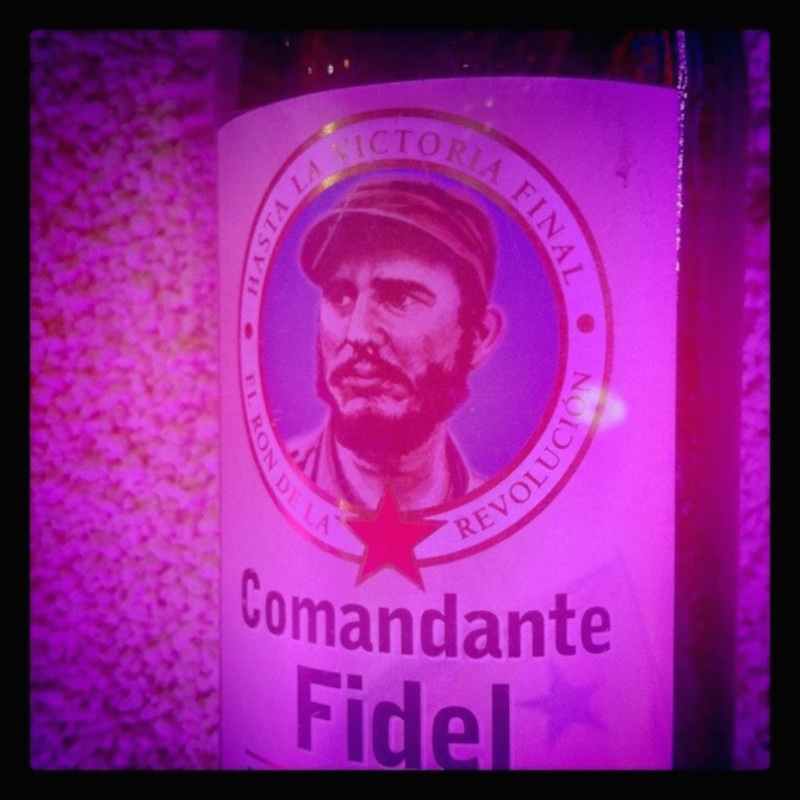 HASTA LA VICTORIA FINAL
EL RON DE LA REVOLUCIÓN
Comandante
Fidel